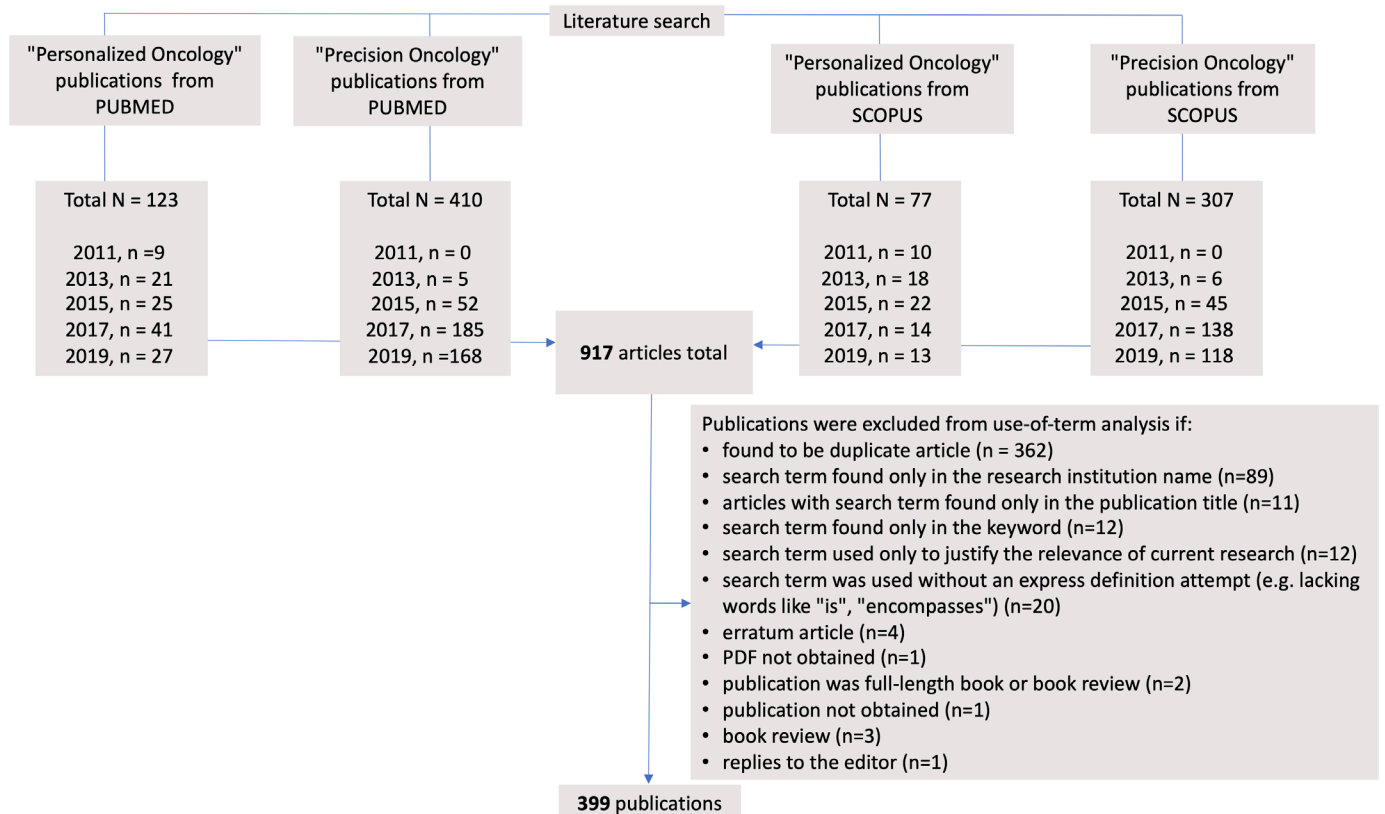 Literature search
"Personalized Oncology"
publications from
PUBMED
"Precision Oncology"
publications from
PUBMED
"Personalized Oncology"
publications from
SCOPUS
"Precision Oncology"
publications from
SCOPUS
Total N = 123
2011, n =9
2013, n = 21
2015, n = 25
2017, n = 41
2019, n = 27
Total N = 410
2011, n = 0
2013, n = 5
2015, n = 52
2017, n = 185
2019, n =168
Total N = 77
2011, n = 10
2013, n = 18
2015, n = 22
2017, n = 14
2019, n = 13
Total N = 307
2011, n = 0
2013, n = 6
2015, n = 45
2017, n = 138
2019, n = 118
917 articles total
Publications were excluded from use-of-term analysis if:
• found to be duplicate article (n = 362)
• search term found only in the research institution name (n=89)
• articles with search term found only in the publication title (n=11)
• search term found only in the keyword (n=12)
• search term used only to justify the relevance of current research (n=12)
• search term was used without an express definition attempt (e.g. lacking
words like "is", "encompasses") (n=20)
• erratum article (n=4)
• PDF not obtained (n=1)
• publication was full-length book or book review (n=2)
• publication not obtained (n=1)
• book review (n=3)
• replies to the editor (n=1)
399 publications